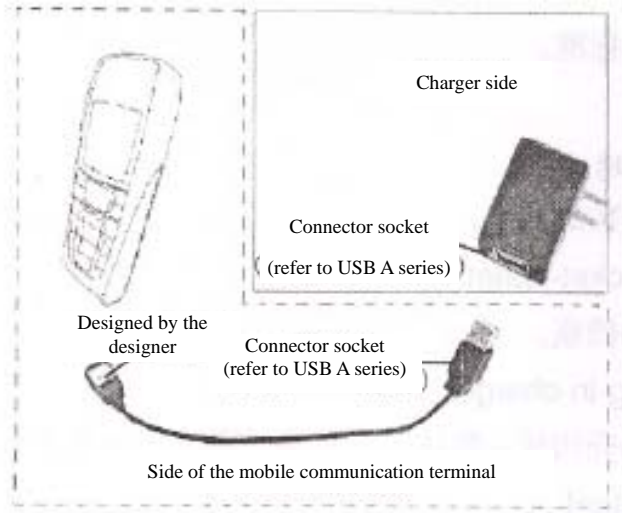 Charger side
Connector socket
(refer to USB A series)
Designed by the
designer
Connector socket
(refer to USB A series)
Side of the mobile communication terminal